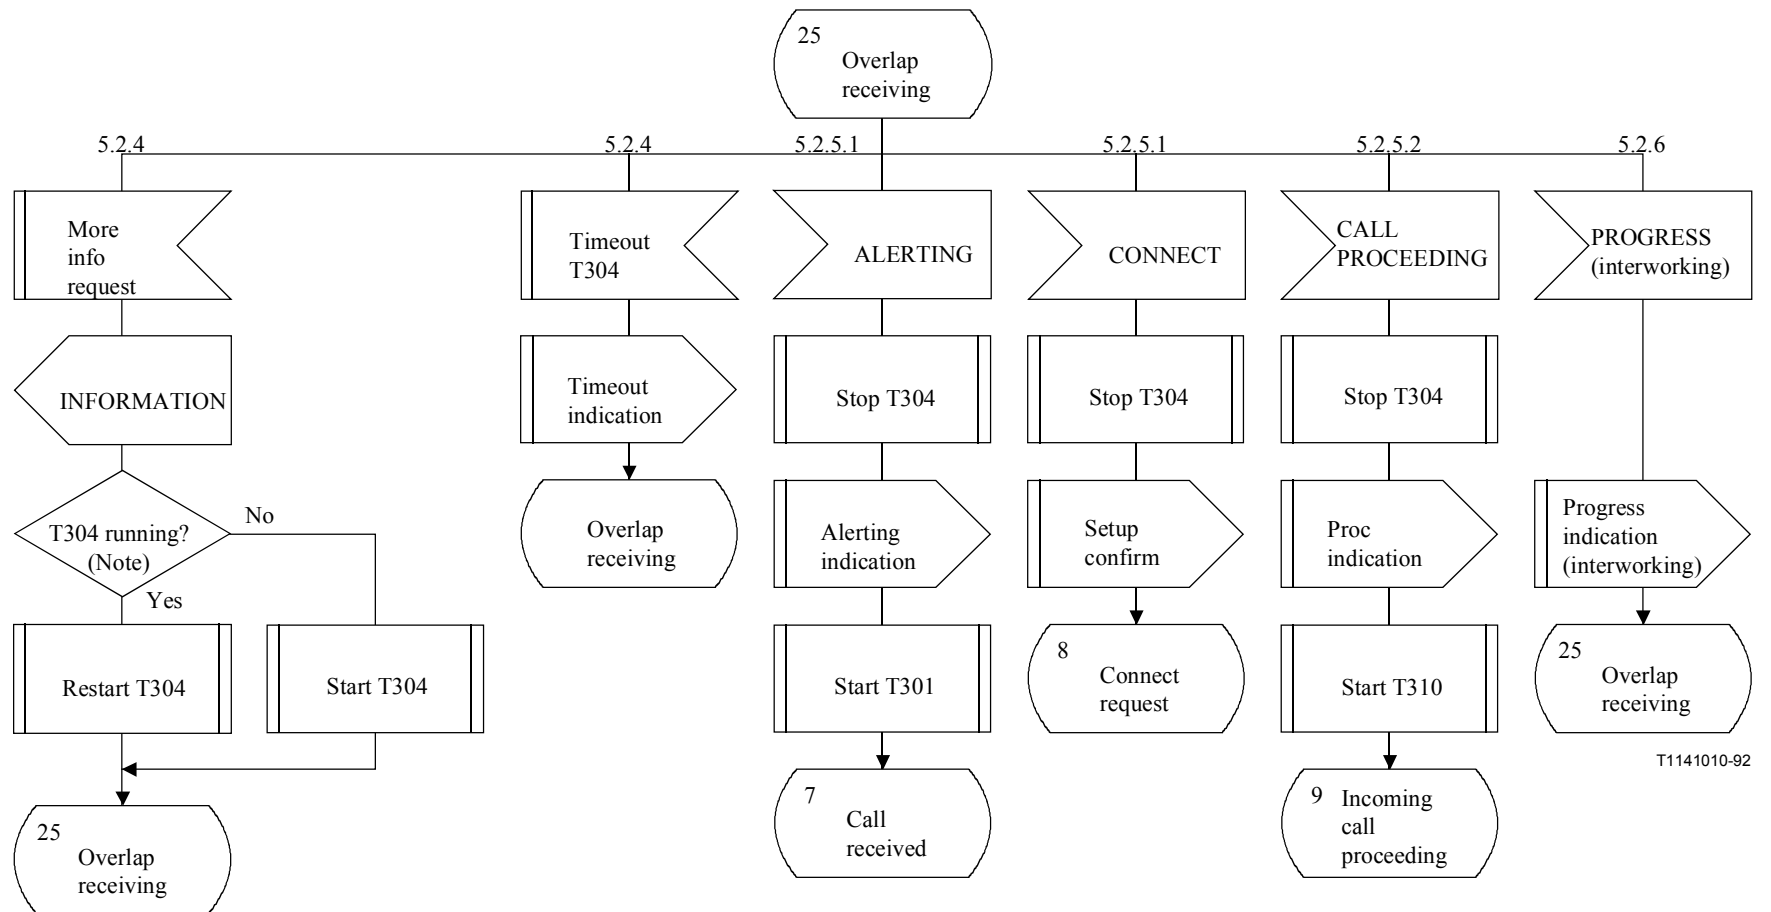 25
Overlap
receiving
5.2.4
5.2.4
5.2.5.1
5.2.5.1
5.2.5.2
5.2.6
More
info
request
Timeout
T304
ALERTING
CONNECT
CALL
PROCEEDING
PROGRESS
(interworking)
INFORMATION
Timeout
indication
Stop T304
Stop T304
Stop T304
T304 running?
(Note)
No
Yes
Overlap
receiving
Alerting
indication
Setup
confirm
Proc
indication
Progress
indication
(interworking)
Restart T304
Start T304
Start T301
8
Connect
request
Start T310
25
Overlap
receiving
T1141010-92
25
Overlap
receiving
7
Call
received
9
Incoming
call
proceeding